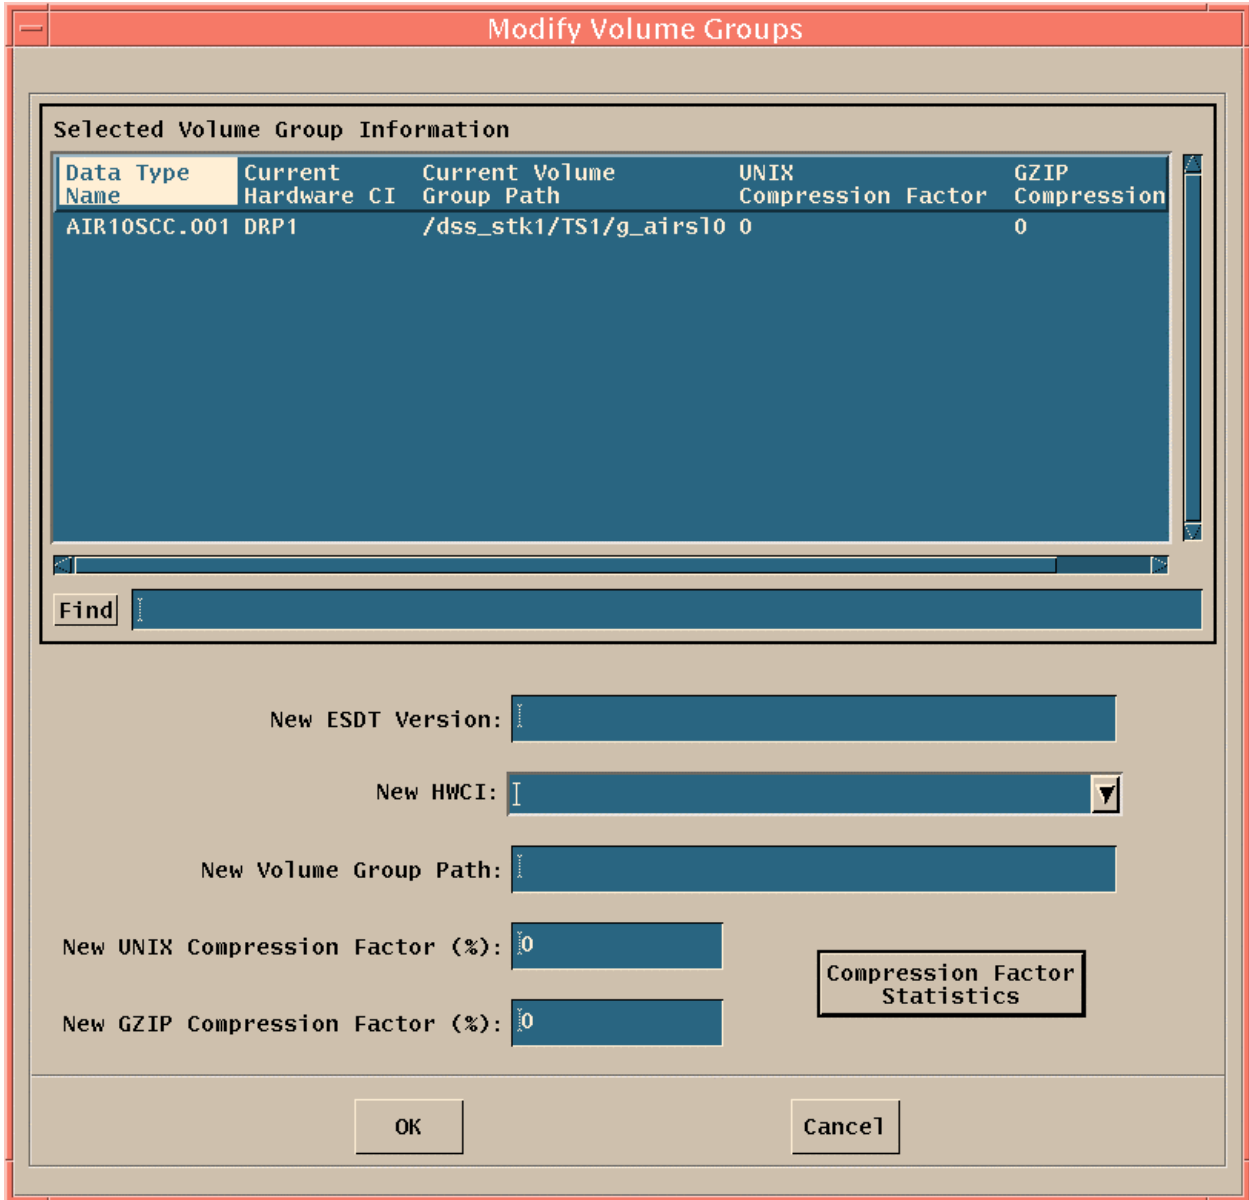 Modify Volume Groups
Selected Volume Group Information
Data Type Name Current Hardware CI Current Volume Group Path UNIX Compression Factor GZIP Compression
AIR10SCC.001 DRP1 /dss_stk1/TS1/g_airsl0 0 0
Find
New ESDT Version:
New HWCI:
New Volume Group Path:
New UNIX Compression Factor (%): 0
Compression Factor
Statistics
New GZIP Compression Factor (%): 0
OK Cancel